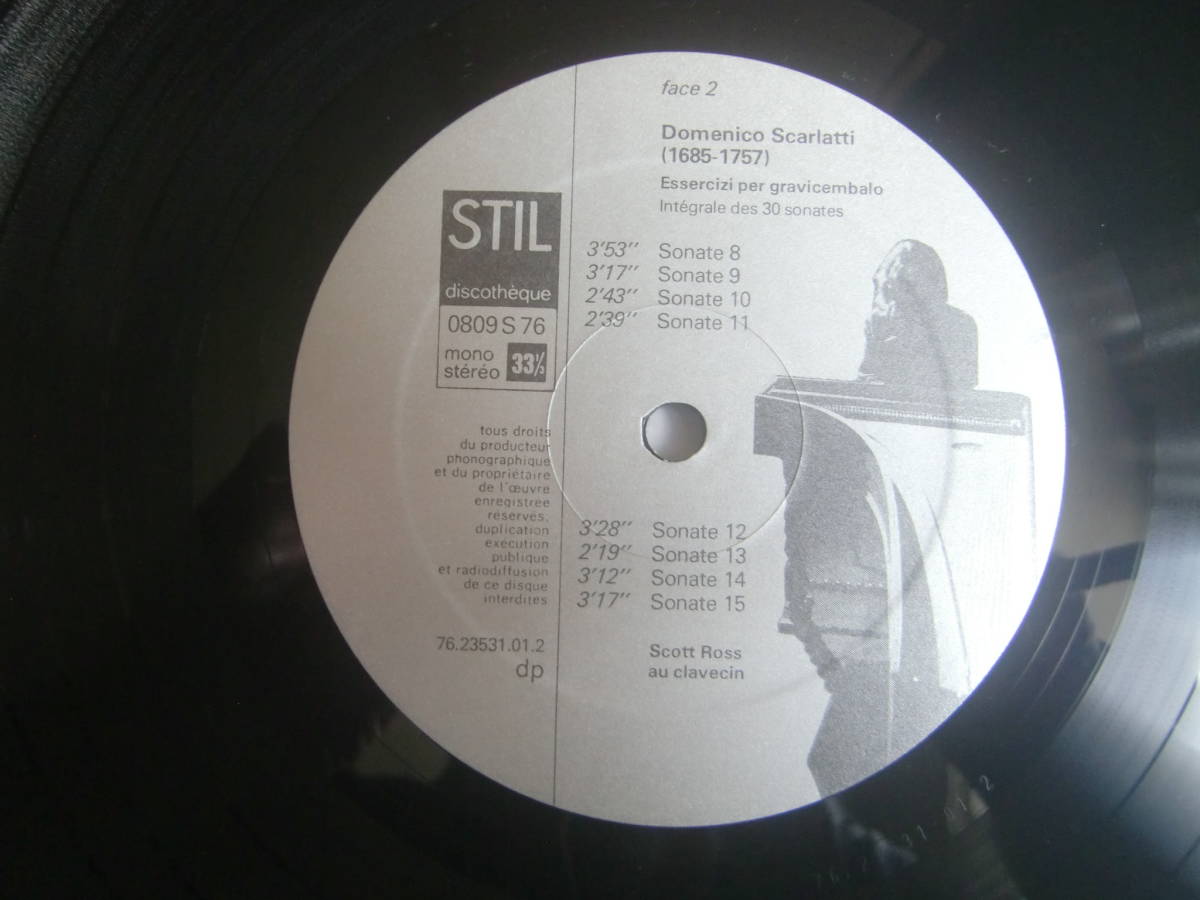 face 2
Domenico Scarlatti
(1685-1757)
Essercizi per gravicembalo
Intégrale des 30 sonates
STIL
discothèque
0809 S 76
mono
stéréo
33⅓
3'53" Sonate 8
3'17" Sonate 9
2'43" Sonate 10
2'39" Sonate 11
tous droits
du producteur
phonographique
et du propriétaire
de l'œuvre
enregistrée
réservés.
duplication
exécution
publique
et radiodiffusion
de ce disque
interdites
3'28" Sonate 12
2'19" Sonate 13
3'12" Sonate 14
3'17" Sonate 15
76.23531.01.2
dp
Scott Ross
au clavecin